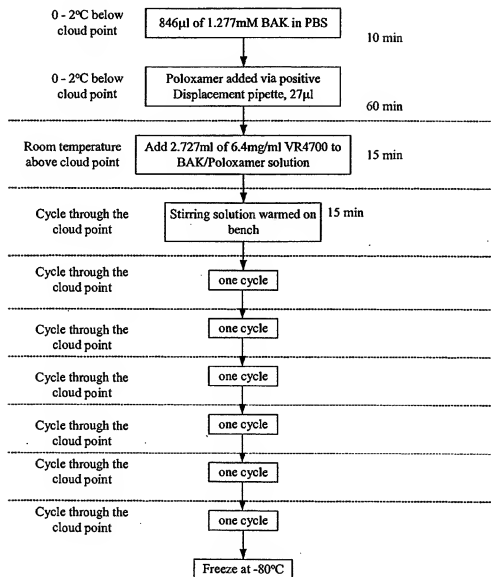 0 - 2°C below
cloud point
846µl of 1.277mM BAK in PBS
10 min
0 - 2°C below
cloud point
Poloxamer added via positive
Displacement pipette, 27µl
60 min
Room temperature
above cloud point
Add 2.727ml of 6.4mg/ml VR4700 to
BAK/Poloxamer solution
15 min
Cycle through the
cloud point
Stirring solution warmed on
bench
15 min
Cycle through the
cloud point
one cycle
Cycle through the
cloud point
one cycle
Cycle through the
cloud point
one cycle
Cycle through the
cloud point
one cycle
Cycle through the
cloud point
one cycle
Cycle through the
cloud point
one cycle
Freeze at -80°C